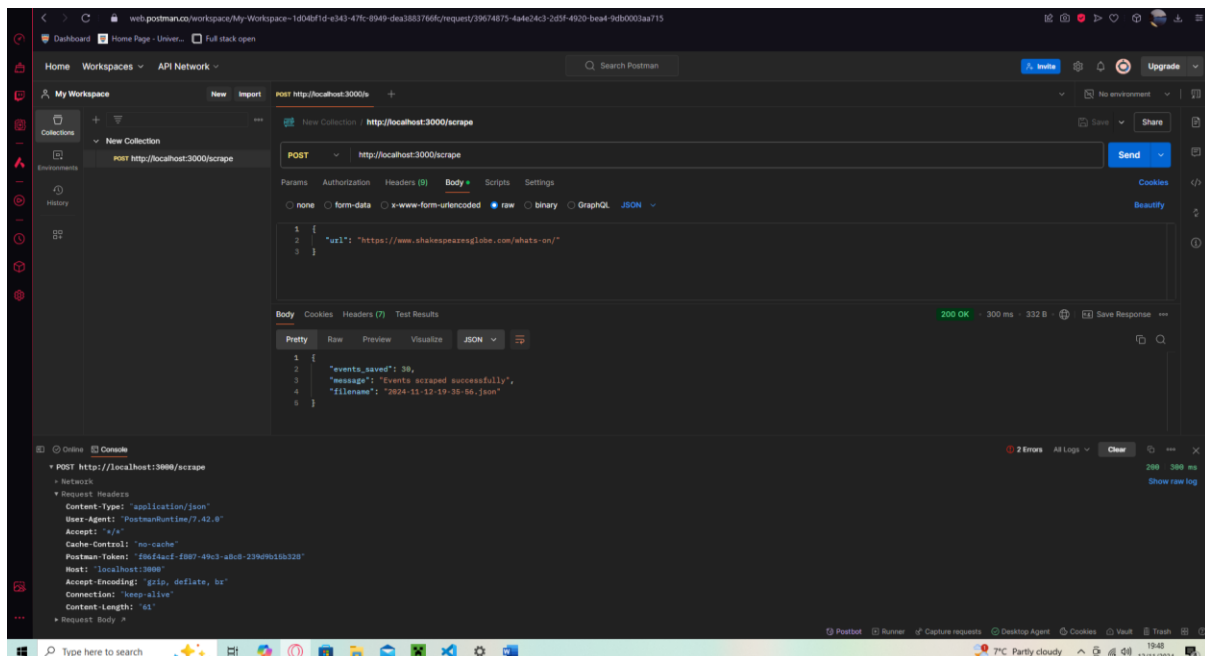 web.postman.co/workspace/My-Workspace~1d04bf1d-e343-47fc-8949-dea3883766fc/request/39674875-4a4e24c3-2d5f-4920-bea4-9db0003aa715
Dashboard Home Page - Univer... Full stack open
Home Workspaces API Network Search Postman Invite Upgrade
My Workspace New Import POST http://localhost:3000/s No environment
Collections New Collection / http://localhost:3000/scrape Save Share
New Collection
POST http://localhost:3000/scrape POST http://localhost:3000/scrape Send
Environments
Params Authorization Headers (9) Body Scripts Settings Cookies
History
none form-data x-www-form-urlencoded raw binary GraphQL JSON Beautify
1 {
2 "url": "https://www.shakespearesglobe.com/whats-on/"
3 }
Body Cookies Headers (7) Test Results 200 OK 300 ms 332 B Save Response
Pretty Raw Preview Visualize JSON
1 {
2 "events_saved": 30,
3 "message": "Events scraped successfully",
4 "filename": "2024-11-12-19-35-56.json"
5 }
Online Console 2 Errors All Logs Clear
POST http://localhost:3000/scrape 200 300 ms
Network Show raw log
Request Headers
Content-Type: "application/json"
User-Agent: "PostmanRuntime/7.42.0"
Accept: "*/*"
Cache-Control: "no-cache"
Host: "localhost:3000"
Accept-Encoding: "gzip, deflate, br"
Connection: "keep-alive"
Content-Length: "61"
Request Body
Postbot Runner Capture requests Desktop Agent Cookies Vault Trash
Type here to search 7°C Partly cloudy 19:48